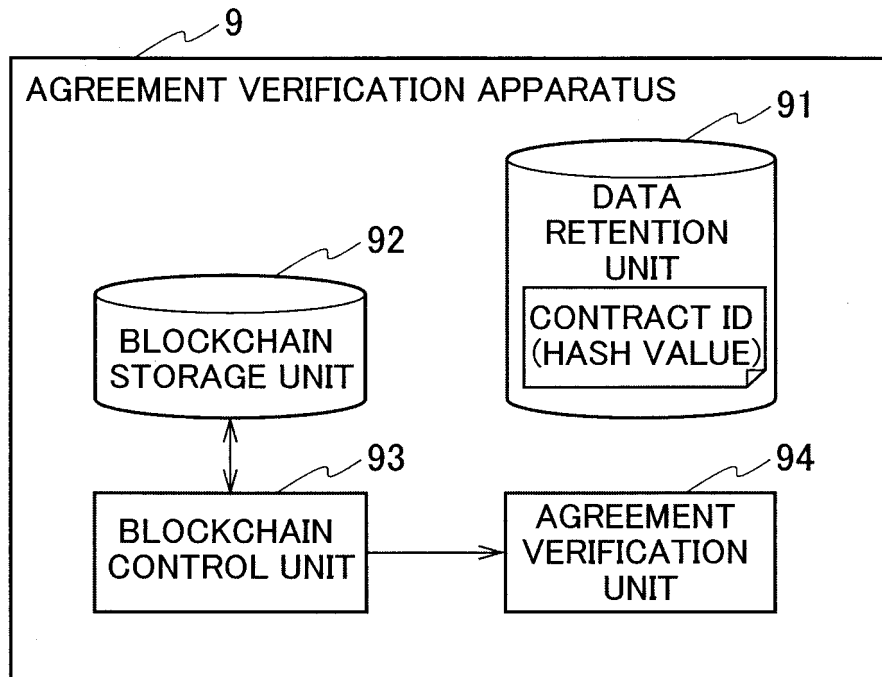 9
AGREEMENT VERIFICATION APPARATUS
91
DATA
RETENTION
UNIT
CONTRACT ID
(HASH VALUE)
92
BLOCKCHAIN
STORAGE UNIT
93
BLOCKCHAIN
CONTROL UNIT
94
AGREEMENT
VERIFICATION
UNIT